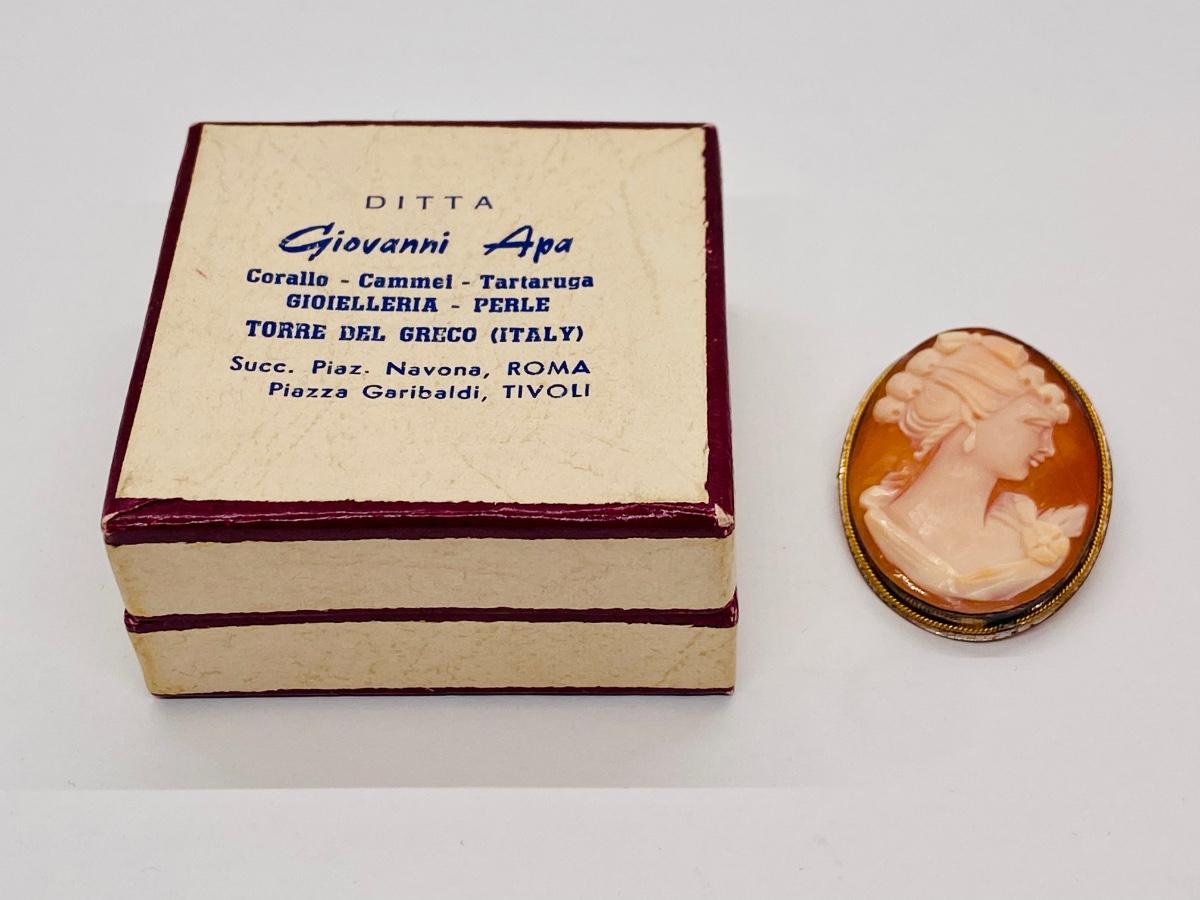 DITTA
Giovanni Apa
Corallo - Cammei - Tartaruga
GIOIELLERIA - PERLE
TORRE DEL GRECO (ITALY)
Succ. Piaz. Navona, ROMA
Piazza Garibaldi, TIVOLI